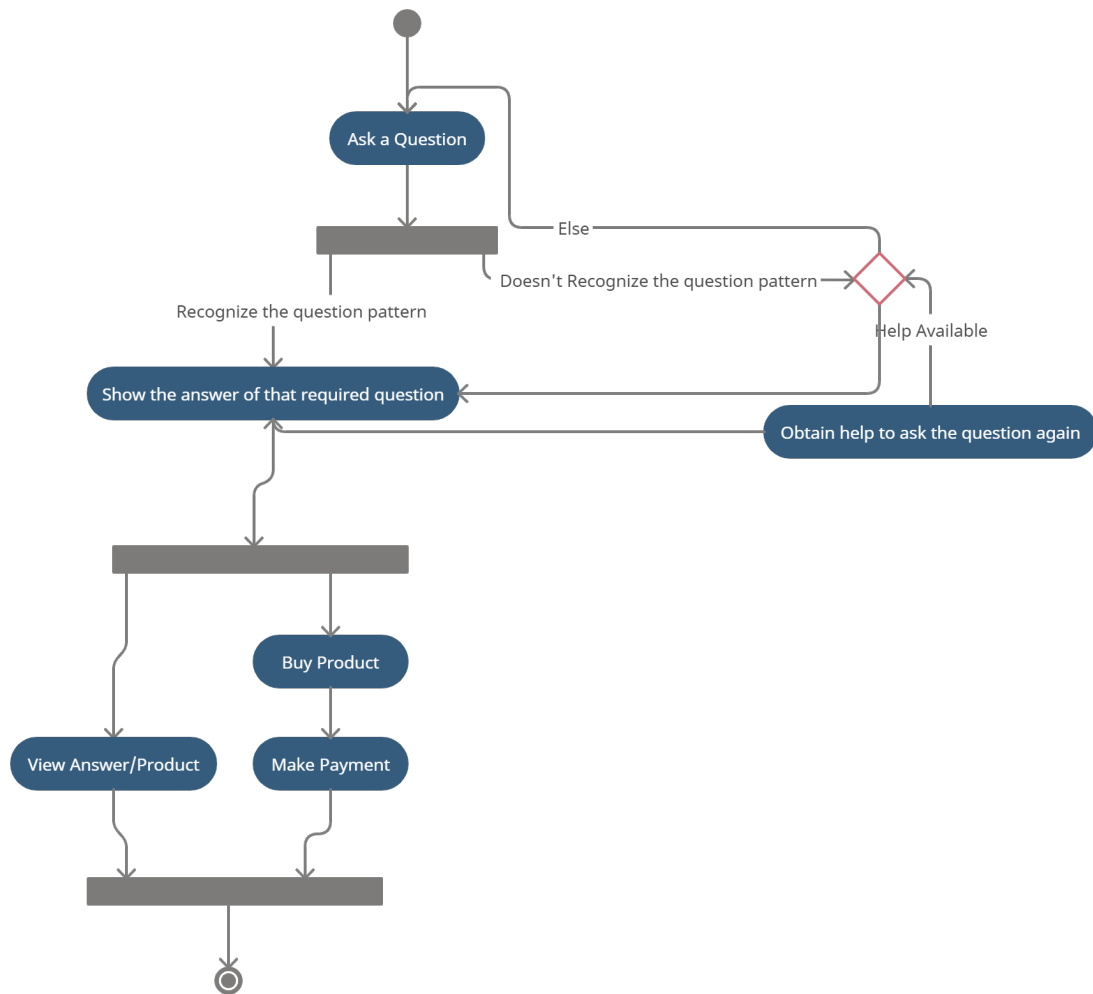 Ask a Question
Else
Doesn't Recognize the question pattern
Recognize the question pattern
Help Available
Show the answer of that required question
Obtain help to ask the question again
Buy Product
View Answer/Product
Make Payment